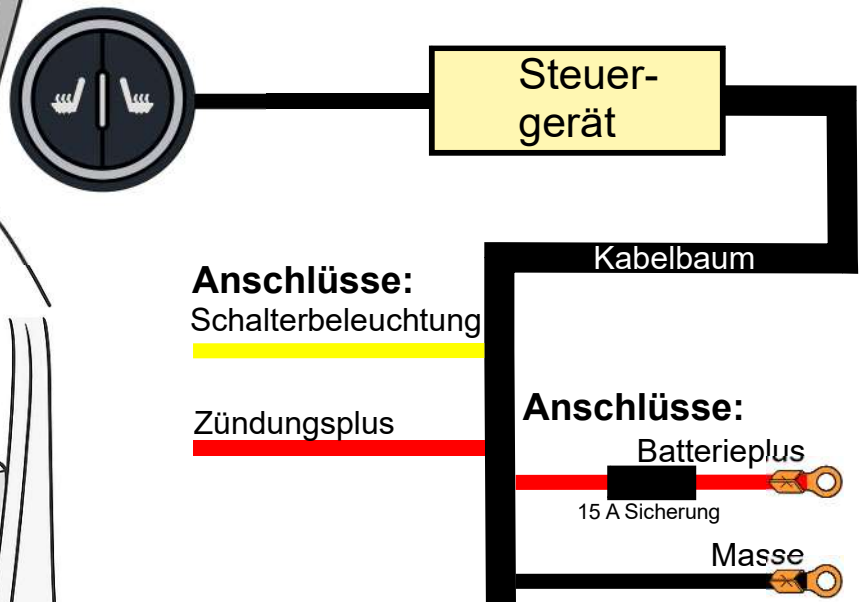 Steuer-
gerät
Kabelbaum
Anschlüsse:
Schalterbeleuchtung
Zündungsplus
Anschlüsse:
Batterieplus
15 A Sicherung
Masse